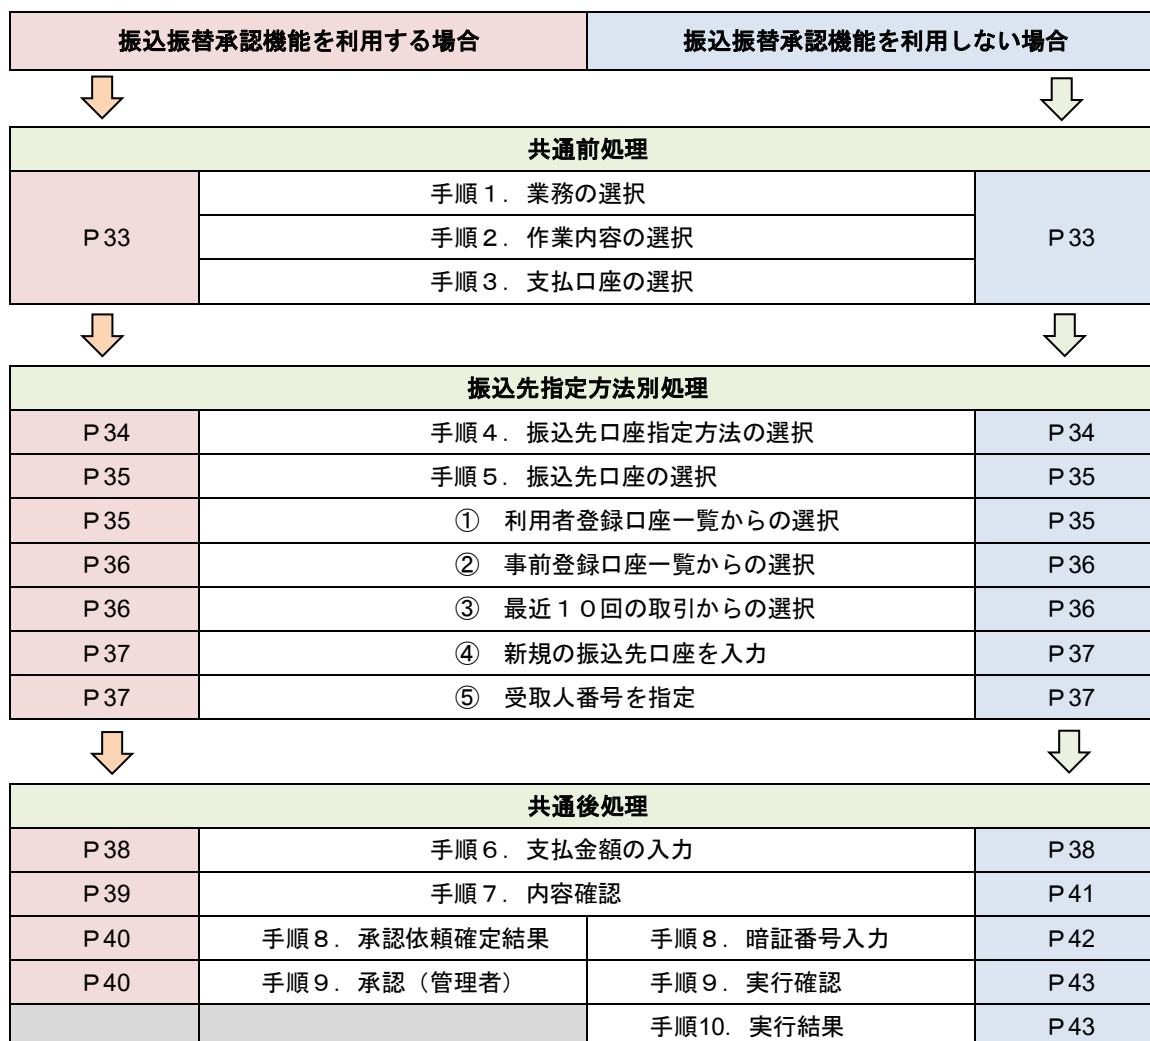 振込振替承認機能を利用する場合 振込振替承認機能を利用しない場合
共通前処理
手順１．業務の選択
P33 手順２．作業内容の選択 P33
手順３．支払口座の選択
振込先指定方法別処理
P34 手順４．振込先口座指定方法の選択 P34
P35 手順５．振込先口座の選択 P35
P35 ① 利用者登録口座一覧からの選択 P35
P36 ② 事前登録口座一覧からの選択 P36
P36 ③ 最近１０回の取引からの選択 P36
P37 ④ 新規の振込先口座を入力 P37
P37 ⑤ 受取人番号を指定 P37
共通後処理
P38 手順６．支払金額の入力 P38
P39 手順７．内容確認 P41
P40 手順８．承認依頼確定結果 手順８．暗証番号入力 P42
P40 手順９．承認（管理者） 手順９．実行確認 P43
手順10．実行結果 P43